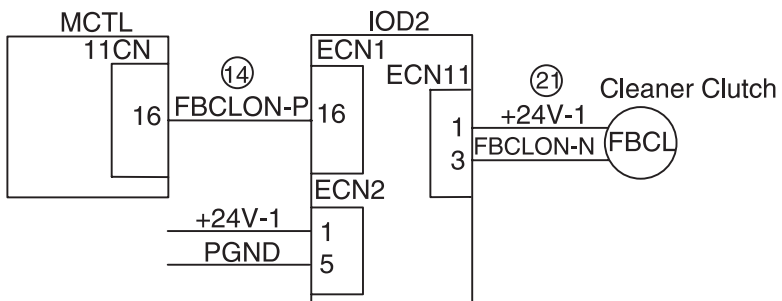 MCTL
11CN
16
14
FBCLON-P
IOD2
ECN1
16
ECN11
1
3
21
+24V-1
FBCLON-N
Cleaner Clutch
FBCL
ECN2
+24V-1
1
PGND
5